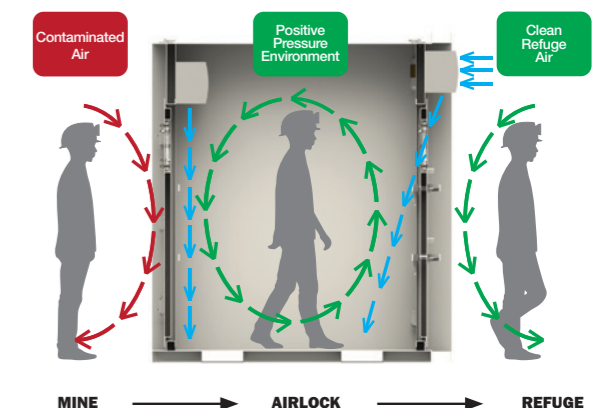 Contaminated
Air
Positive
Pressure
Environment
Clean
Refuge
Air
MINE
AIRLOCK
REFUGE